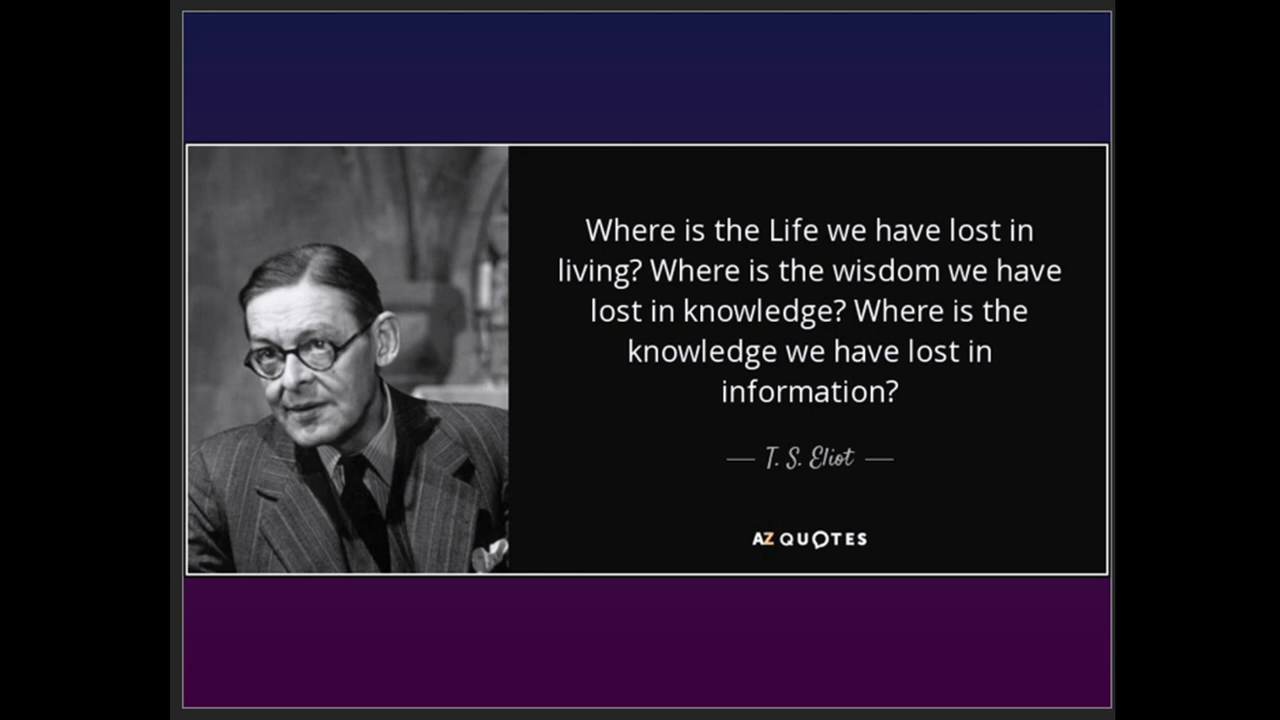 Where is the Life we have lost in
living? Where is the wisdom we have
lost in knowledge? Where is the
knowledge we have lost in
information?
— T. S. Eliot —
AZ QUOTES